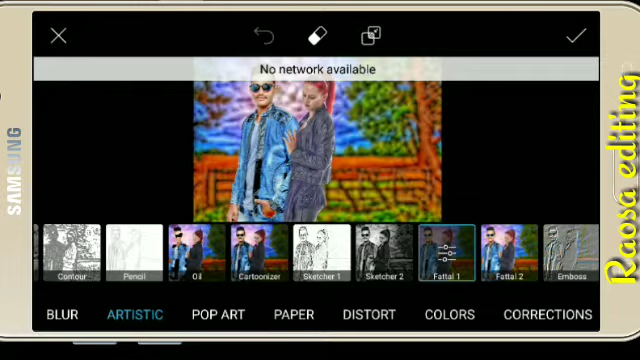 No network available
SAMSUNG
Raosa editing
Contour
Pencil
Oil
Cartoonizer
Sketcher 1
Sketcher 2
Fattal 1
Fattal 2
Emboss
BLUR
ARTISTIC
POP ART
PAPER
DISTORT
COLORS
CORRECTIONS